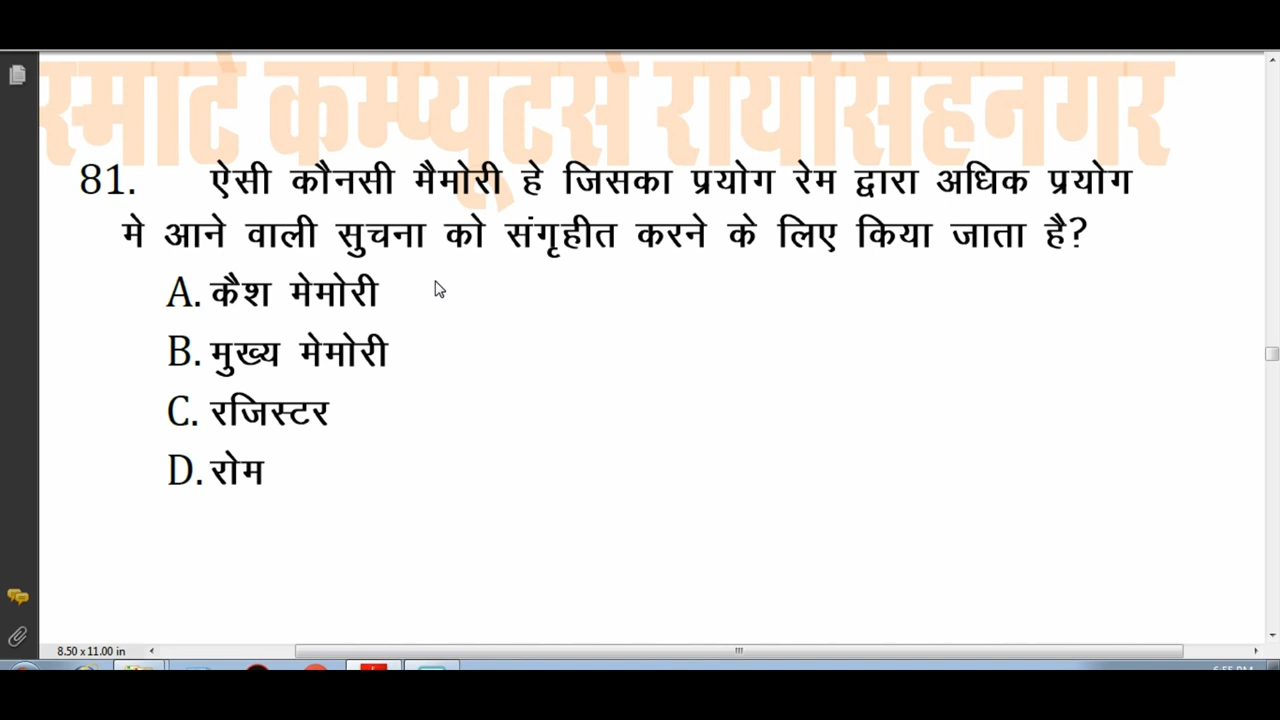 स्मार्ट कम्प्यूटर्स रायसिंहनगर
81. ऐसी कौनसी मैमोरी हे जिसका प्रयोग रेम द्वारा अधिक प्रयोग
मे आने वाली सुचना को संगृहीत करने के लिए किया जाता है?
A. कैश मेमोरी
B. मुख्य मेमोरी
C. रजिस्टर
D. रोम
8.50 x 11.00 in